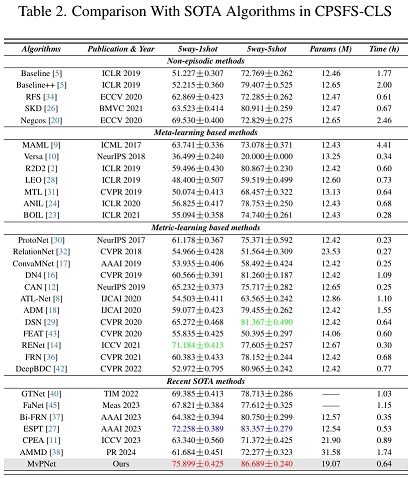 Table 2. Comparison With SOTA Algorithms in CPSFS-CLS
Algorithms Publication & Year 5way-1shot 5way-5shot Params (M) Time (h)
Non-episodic methods
Baseline [5] ICLR 2019 51.227±0.307 72.769±0.262 12.46 1.77
Baseline++ [5] ICLR 2019 52.215±0.360 79.407±0.525 12.65 2.00
RFS [34] ECCV 2020 62.869±0.423 72.285±0.262 12.47 0.61
SKD [26] BMVC 2021 63.523±0.414 80.911±0.259 12.47 0.67
Negcos [20] ECCV 2020 69.530±0.400 72.829±0.275 12.65 2.46
Meta-learning based methods
MAML [9] ICML 2017 63.741±0.336 73.078±0.371 12.43 4.41
Versa [10] NeurIPS 2018 36.499±0.240 20.000±0.000 13.25 0.34
R2D2 [2] ICLR 2019 59.496±0.430 80.867±0.230 12.42 0.60
LEO [28] ICLR 2019 48.400±0.507 59.519±0.499 12.60 0.73
MTL [31] CVPR 2019 50.074±0.413 68.457±0.322 13.13 0.64
ANIL [24] ICLR 2020 56.825±0.417 78.753±0.250 12.43 0.68
BOIL [23] ICLR 2021 55.094±0.358 74.740±0.261 12.43 0.28
Metric-learning based methods
ProtoNet [30] NeurIPS 2017 61.178±0.367 75.371±0.592 12.42 0.23
RelationNet [32] CVPR 2018 54.966±0.428 51.564±0.309 23.53 0.27
ConvaMNet [17] AAAI 2019 53.935±0.406 58.492±0.424 12.42 0.25
DN4 [16] CVPR 2019 60.566±0.391 81.260±0.187 12.42 1.09
CAN [12] NeurIPS 2019 65.232±0.373 75.717±0.282 12.65 0.25
ATL-Net [8] IJCAI 2020 54.503±0.411 63.565±0.242 12.86 1.10
ADM [18] IJCAI 2020 59.077±0.423 79.455±0.262 12.42 1.55
DSN [29] CVPR 2020 65.272±0.468 81.367±0.490 12.42 0.64
FEAT [43] CVPR 2020 55.835±0.425 50.395±0.297 14.06 0.60
RENet [14] ICCV 2021 71.184±0.413 77.605±0.257 12.67 0.30
FRN [36] CVPR 2021 60.383±0.433 78.152±0.244 12.42 0.68
DeepBDC [42] CVPR 2022 52.972±0.795 80.965±0.242 12.42 0.77
Recent SOTA methods
GTNet [40] TIM 2022 69.385±0.413 78.713±0.286 —— 1.03
FaNet [45] Meas 2023 67.821±0.384 77.612±0.325 —— 1.15
Bi-FRN [37] AAAI 2023 64.382±0.394 80.750±0.299 12.57 0.35
ESPT [27] AAAI 2023 72.258±0.389 83.357±0.279 12.54 0.53
CPEA [11] ICCV 2023 63.340±0.560 71.372±0.425 21.90 0.89
AMMD [38] PR 2024 61.684±0.451 72.277±0.323 31.58 1.74
MvPNet Ours 75.899±0.425 86.689±0.240 19.07 0.64